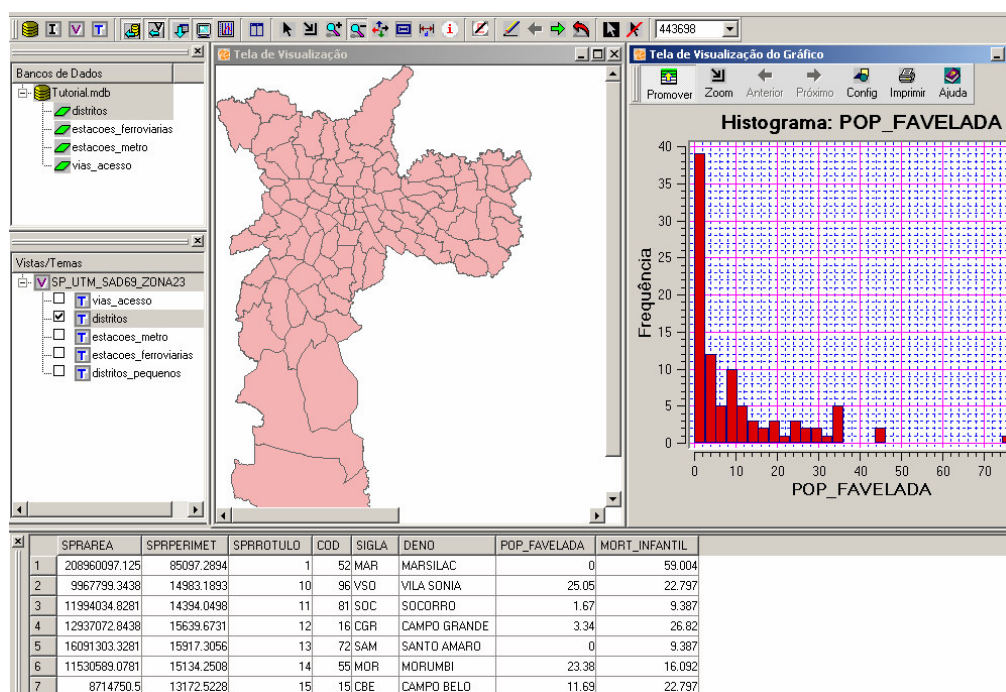 I V T 443698
Bancos de Dados
Tutorial.mdb
distritos
estacoes_ferroviarias
estacoes_metro
vias_acesso
Vistas/Temas
V SP_UTM_SAD69_ZONA23
T vias_acesso
T distritos
T estacoes_metro
T estacoes_ferroviarias
T distritos_pequenos
Tela de Visualização
Tela de Visualização do Gráfico
Promover Zoom Anterior Próximo Config Imprimir Ajuda
Histograma: POP_FAVELADA
Frequência
40
35
30
25
20
15
10
5
0
0 10 20 30 40 50 60 70
POP_FAVELADA
SPRAREA SPRPERIMET SPRROTULO COD SIGLA DENO POP_FAVELADA MORT_INFANTIL
1 208960097.125 85097.2894 1 52 MAR MARSILAC 0 59.004
2 9967799.3438 14983.1893 10 96 VSO VILA SONIA 25.05 22.797
3 11994034.8281 14394.0498 11 81 SOC SOCORRO 1.67 9.387
4 12937072.8438 15639.6731 12 16 CGR CAMPO GRANDE 3.34 26.82
5 16091303.3281 15917.3056 13 72 SAM SANTO AMARO 0 9.387
6 11530589.0781 15134.2508 14 55 MOR MORUMBI 23.38 16.092
7 8714750.5 13172.5228 15 15 CBE CAMPO BELO 11.69 22.797